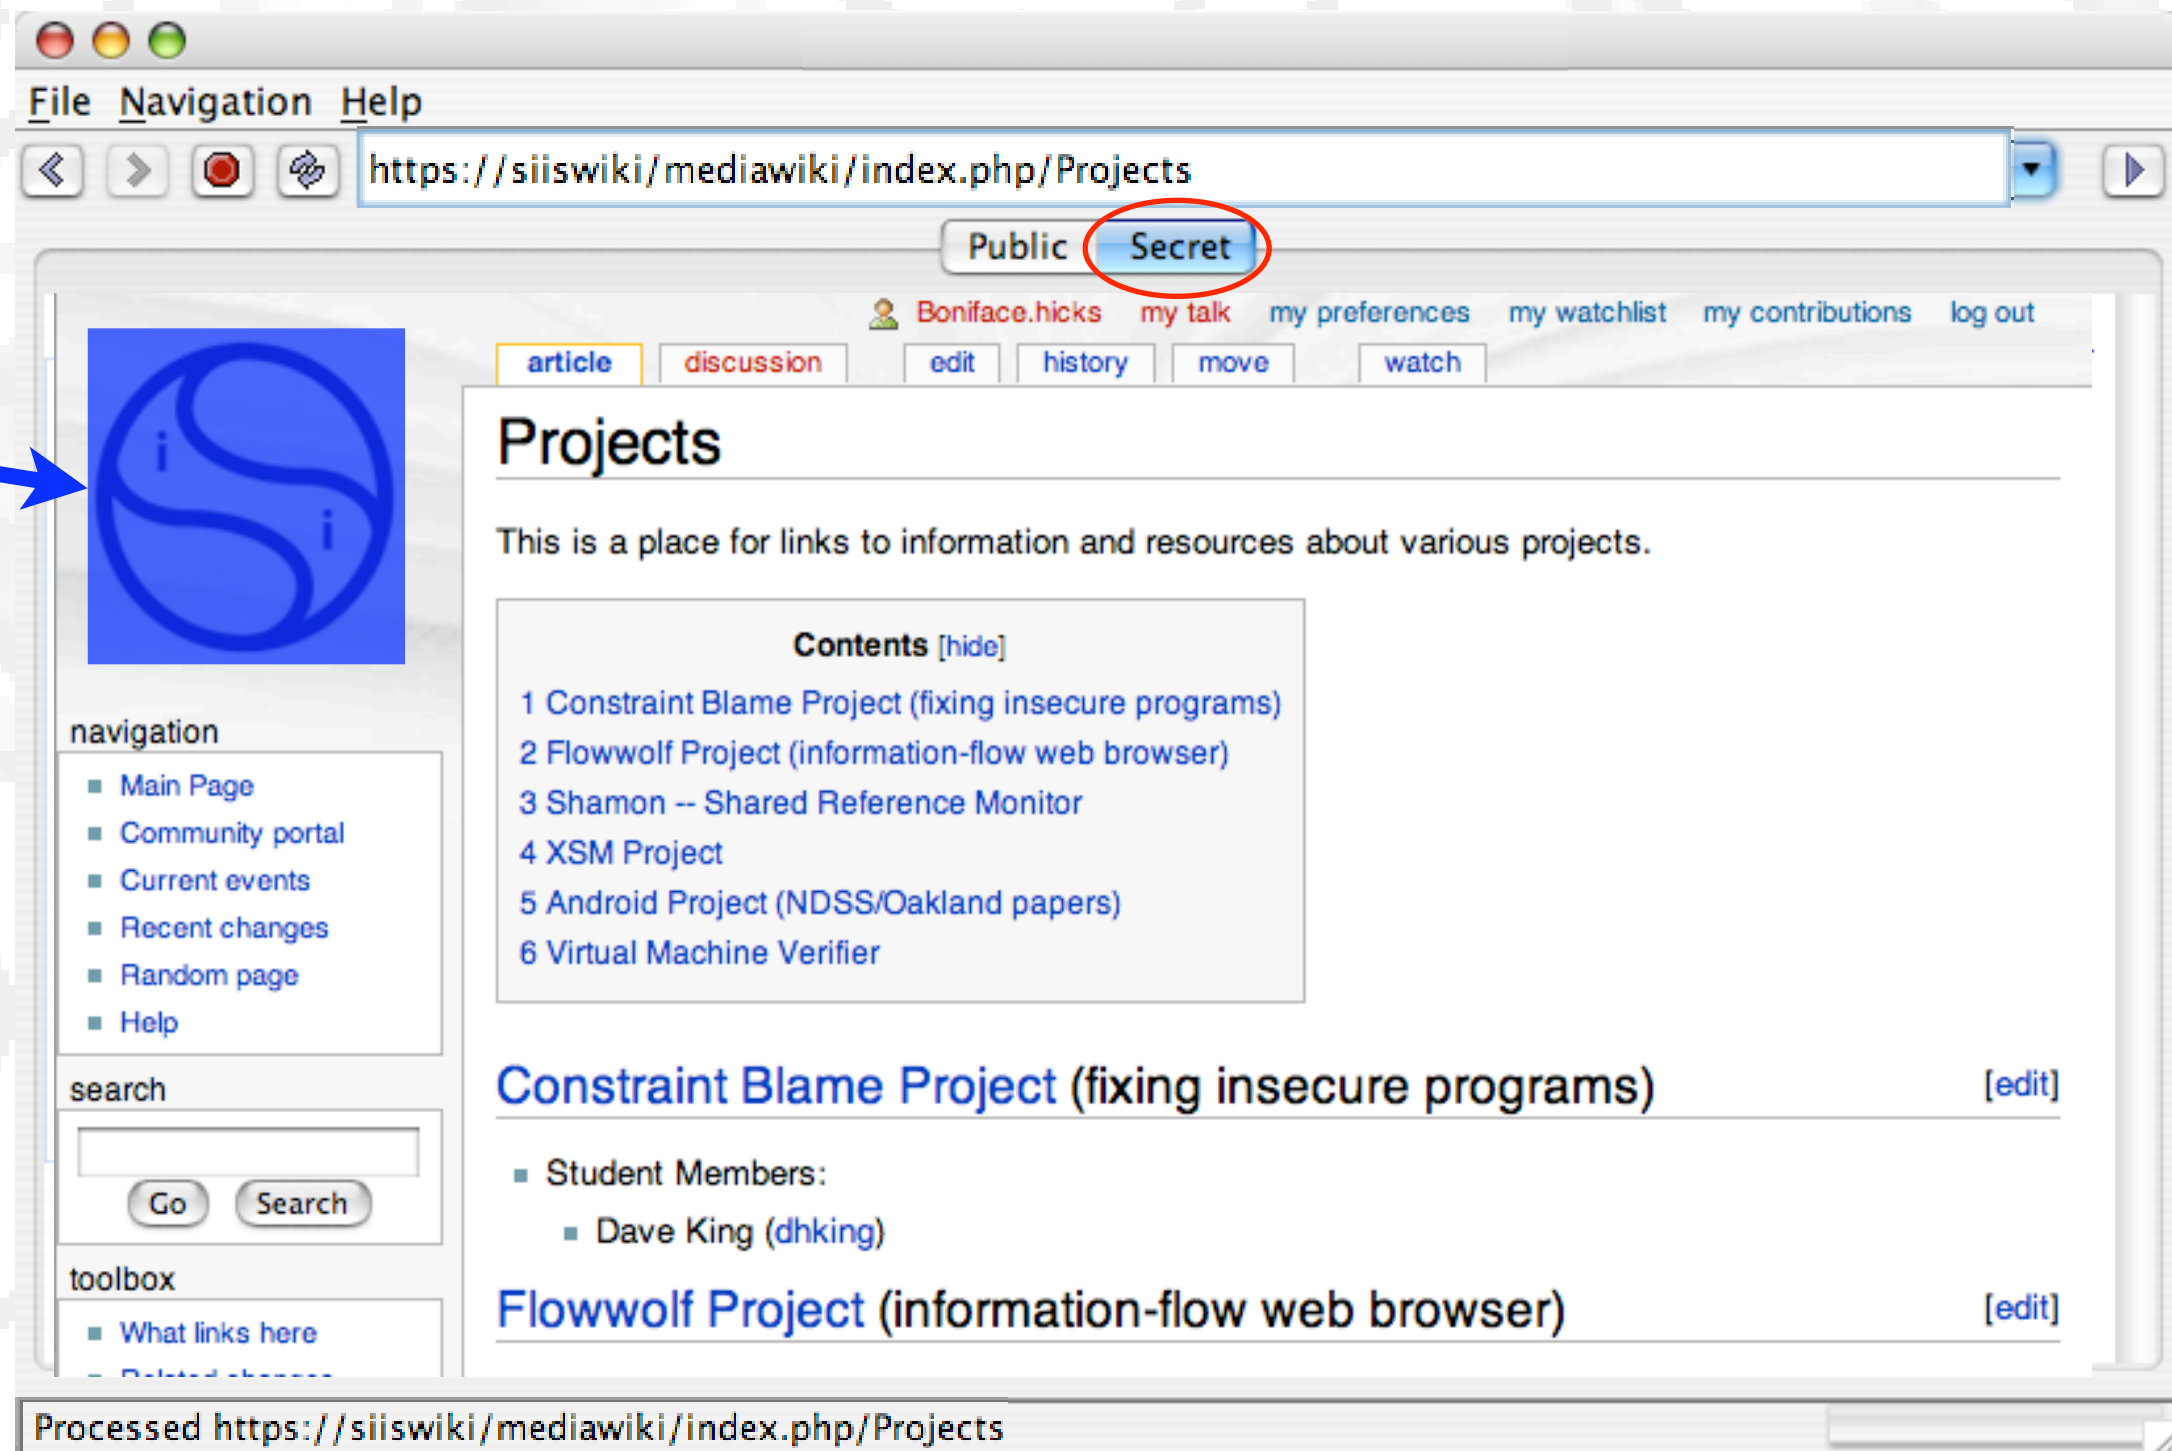 File Navigation Help
https://siiswiki/mediawiki/index.php/Projects
Public Secret
Boniface.hicks my talk my preferences my watchlist my contributions log out
article discussion edit history move watch
i
i
Projects
This is a place for links to information and resources about various projects.
Contents [hide]
1 Constraint Blame Project (fixing insecure programs)
2 Flowwolf Project (information-flow web browser)
3 Shamon -- Shared Reference Monitor
4 XSM Project
5 Android Project (NDSS/Oakland papers)
6 Virtual Machine Verifier
navigation
Main Page
Community portal
Current events
Recent changes
Random page
Help
search
Go Search
toolbox
What links here
Related changes
Constraint Blame Project (fixing insecure programs) [edit]
Student Members:
Dave King (dhking)
Flowwolf Project (information-flow web browser) [edit]
Processed https://siiswiki/mediawiki/index.php/Projects